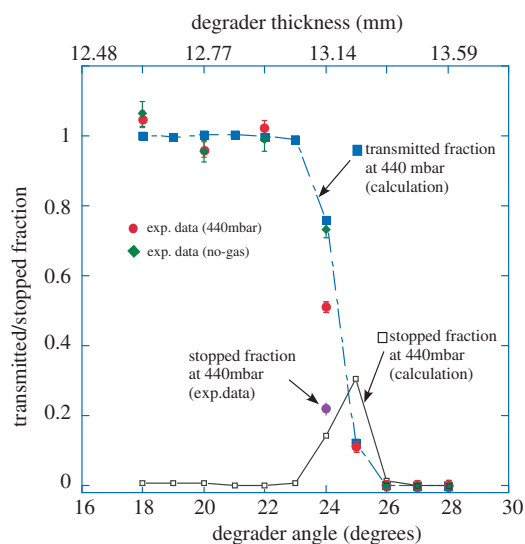 degrader thickness (mm)
12.48 12.77 13.14 13.59
1.2
1
0.8
0.6
0.4
0.2
0
transmitted/stopped fraction
transmitted fraction
at 440 mbar
(calculation)
exp. data (440mbar)
exp. data (no-gas)
stopped fraction
at 440mbar
(calculation)
stopped fraction
at 440mbar
(exp.data)
16 18 20 22 24 26 28
degrader angle (degrees)